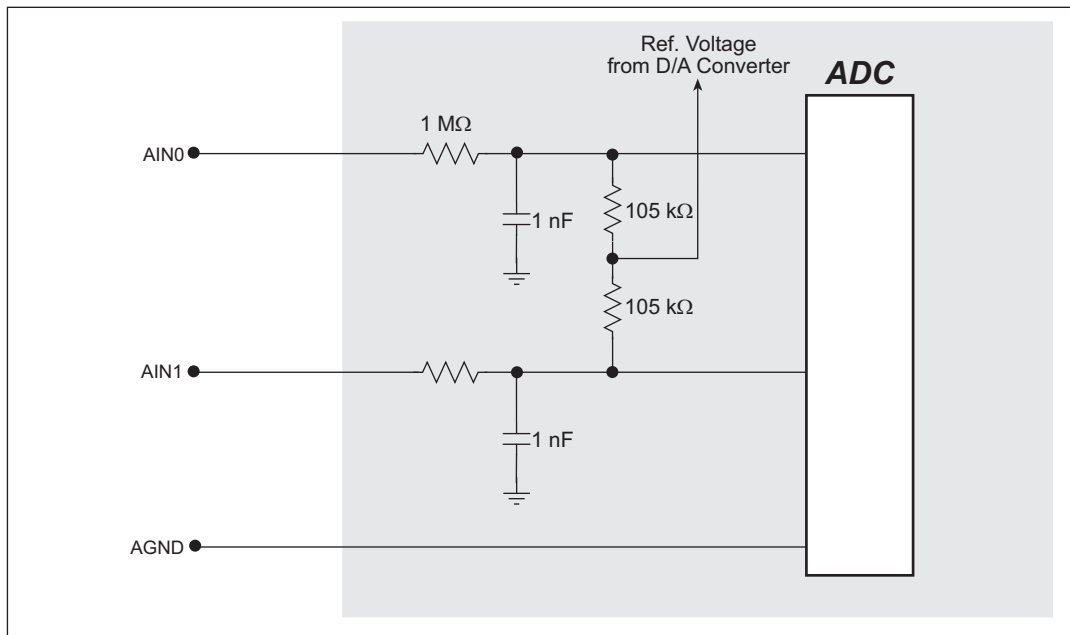 Ref. Voltage
from D/A Converter
ADC
1 MΩ
AIN0
105 kΩ
1 nF
105 kΩ
AIN1
1 nF
AGND